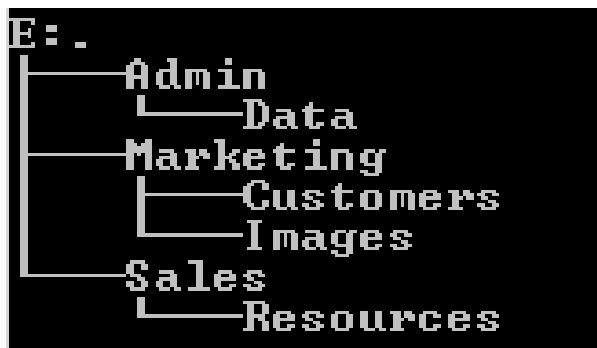 E:.
Admin
Data
Marketing
Customers
Images
Sales
Resources